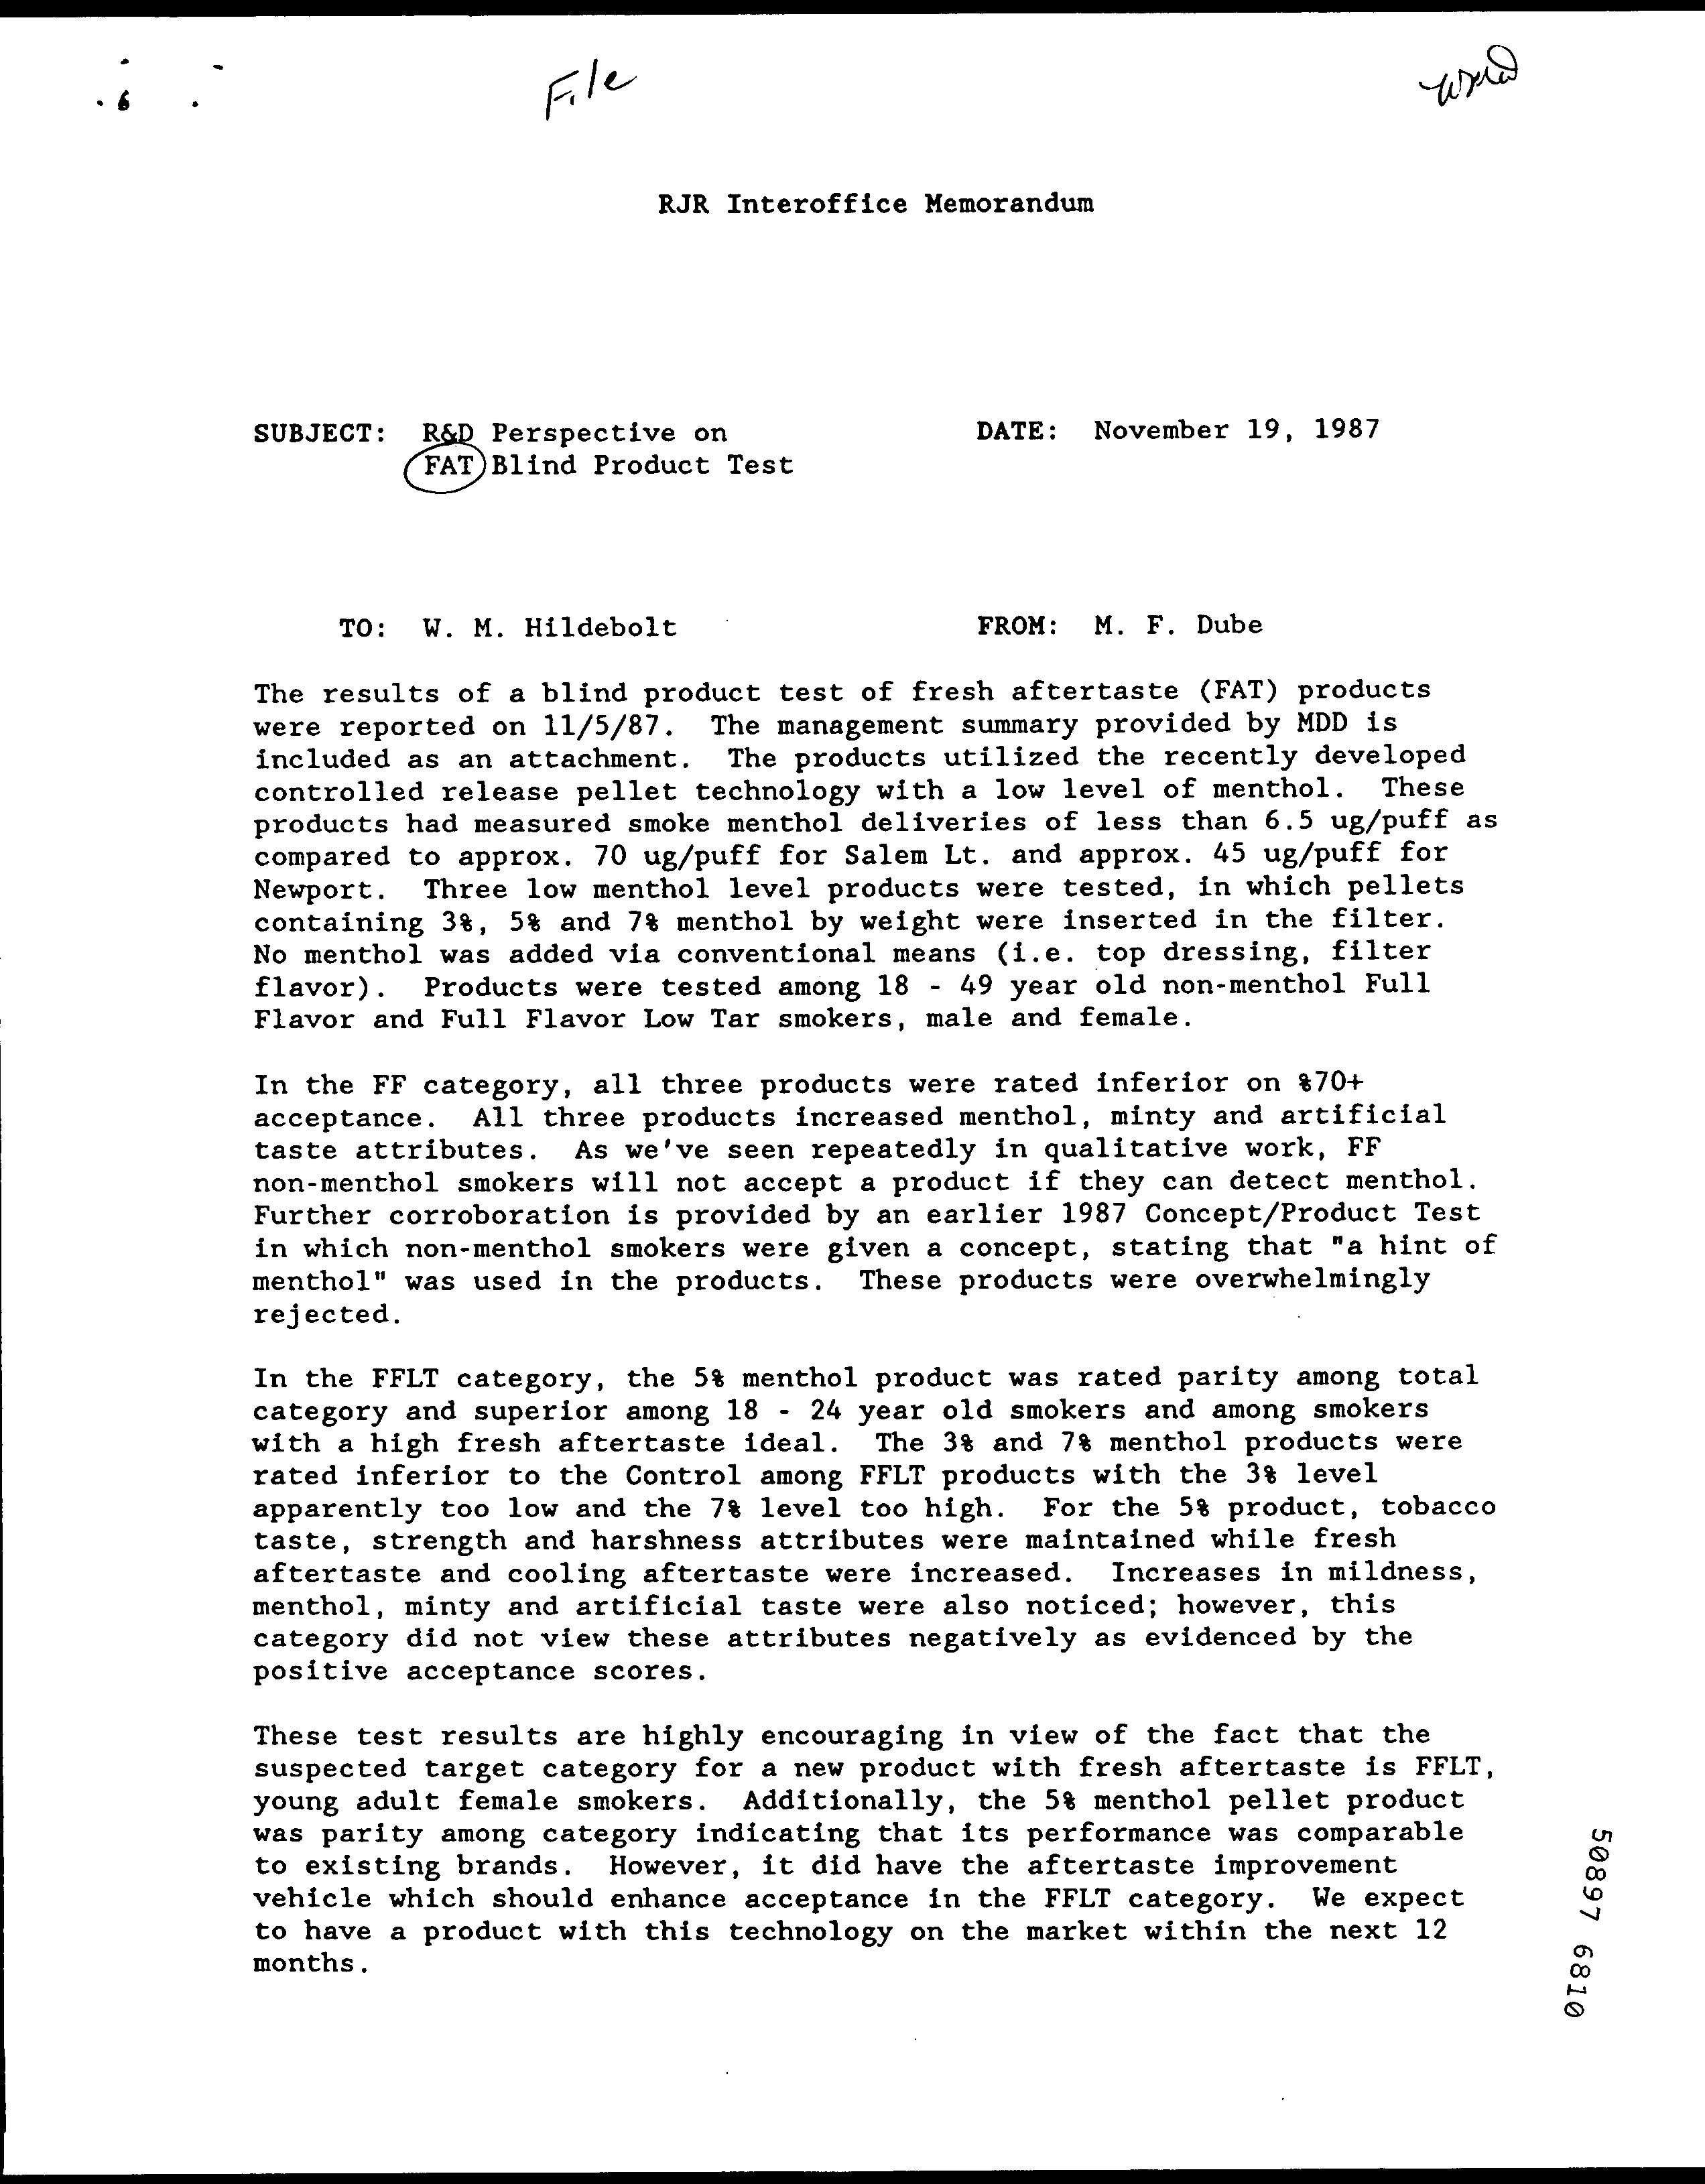 File
RJR Interoffice Memorandum
SUBJECT: R&D Perspective on DATE: November 19, 1987
FAT Blind Product Test
TO: W. M. Hildebolt FROM: M. F. Dube
The results of a blind product test of fresh aftertaste (FAT) products
were reported on 11/5/87. The management summary provided by MDD is
included as an attachment. The products utilized the recently developed
controlled release pellet technology with a low level of menthol. These
products had measured smoke menthol deliveries of less than 6.5 ug/puff as
compared to approx. 70 ug/puff for Salem Lt. and approx. 45 ug/puff for
Newport. Three low menthol level products were tested, in which pellets
containing 3%, 5% and 7% menthol by weight were inserted in the filter.
No menthol was added via conventional means (i.e. top dressing, filter
flavor). Products were tested among 18 - 49 year old non-menthol Full
Flavor and Full Flavor Low Tar smokers, male and female.
In the FF category, all three products were rated inferior on %70+
acceptance. All three products increased menthol, minty and artificial
taste attributes. As we've seen repeatedly in qualitative work, FF
non-menthol smokers will not accept a product if they can detect menthol.
Further corroboration is provided by an earlier 1987 Concept/Product Test
in which non-menthol smokers were given a concept, stating that "a hint of
menthol" was used in the products. These products were overwhelmingly
rejected.
In the FFLT category, the 5% menthol product was rated parity among total
category and superior among 18 - 24 year old smokers and among smokers
with a high fresh aftertaste ideal. The 3% and 7% menthol products were
rated inferior to the Control among FFLT products with the 3% level
apparently too low and the 7% level too high. For the 5% product, tobacco
taste, strength and harshness attributes were maintained while fresh
aftertaste and cooling aftertaste were increased. Increases in mildness,
menthol, minty and artificial taste were also noticed; however, this
category did not view these attributes negatively as evidenced by the
positive acceptance scores.
These test results are highly encouraging in view of the fact that the
suspected target category for a new product with fresh aftertaste is FFLT,
young adult female smokers. Additionally, the 5% menthol pellet product
was parity among category indicating that its performance was comparable
to existing brands. However, it did have the aftertaste improvement
vehicle which should enhance acceptance in the FFLT category. We expect
to have a product with this technology on the market within the next 12
months.
50897 6810